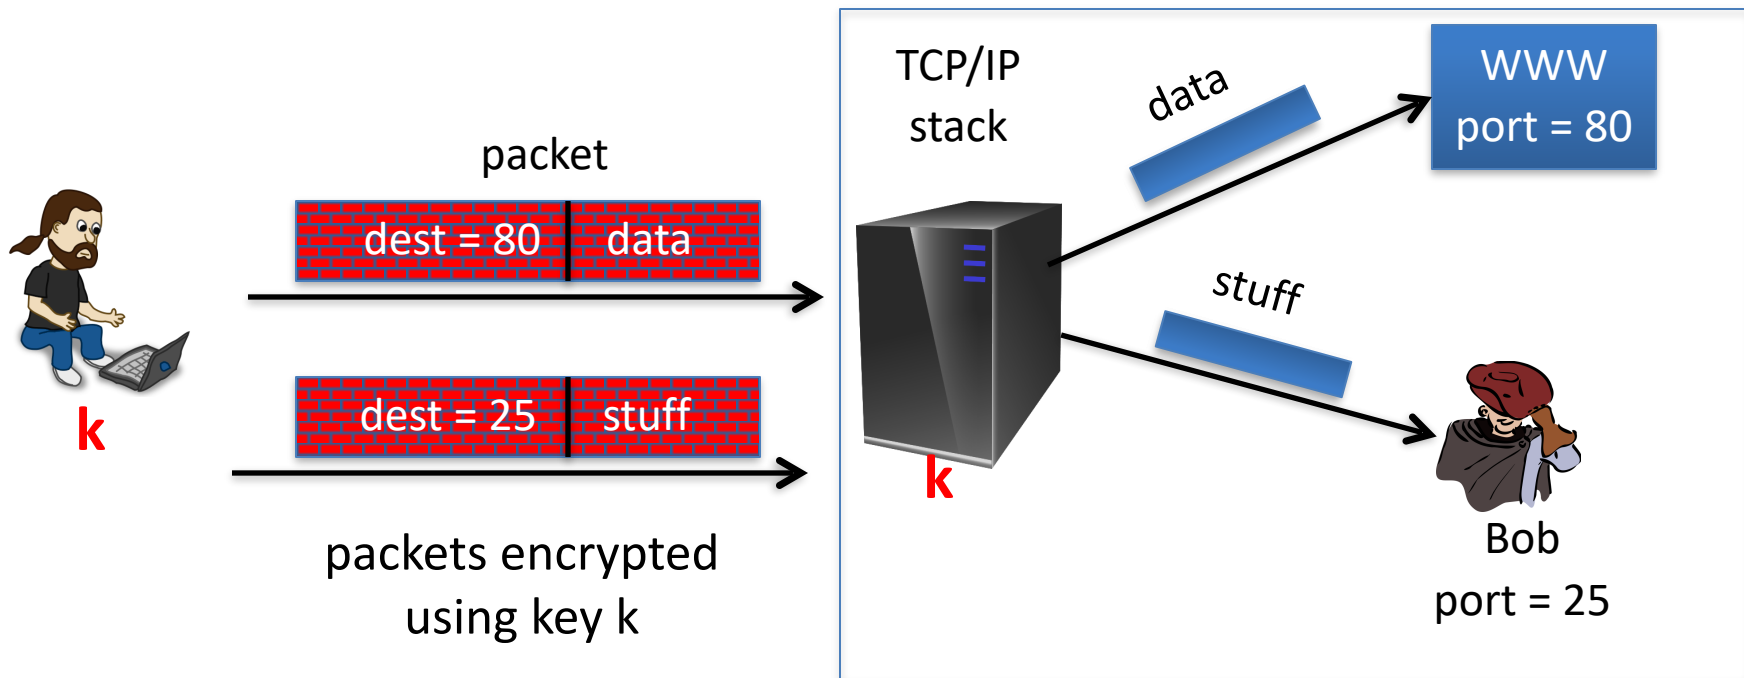 packet
dest = 80 data
k
dest = 25 stuff
packets encrypted
using key k
TCP/IP
stack
k
data
WWW
port = 80
stuff
Bob
port = 25